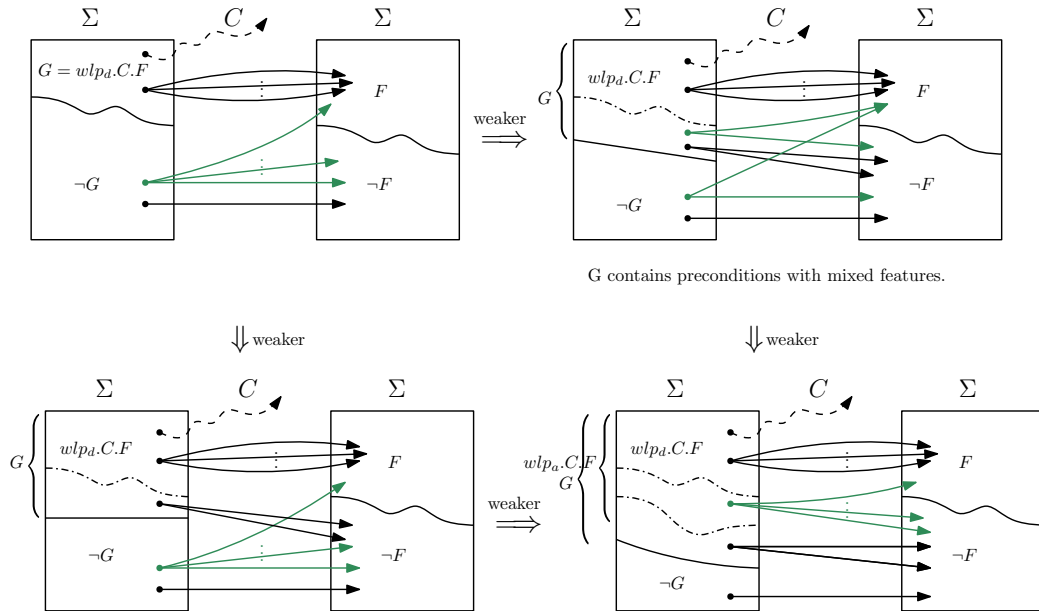 Σ C Σ Σ C Σ
G = wlp_d.C.F
F
¬G
¬F
weaker
⟹
wlp_d.C.F
G
F
¬G
¬F
G contains preconditions with mixed features.
⇓ weaker
⇓ weaker
Σ C Σ Σ C Σ
wlp_d.C.F
G
F
¬G
¬F
weaker
⟹
wlp_d.C.F
wlp_a.C.F
G
F
¬G
¬F